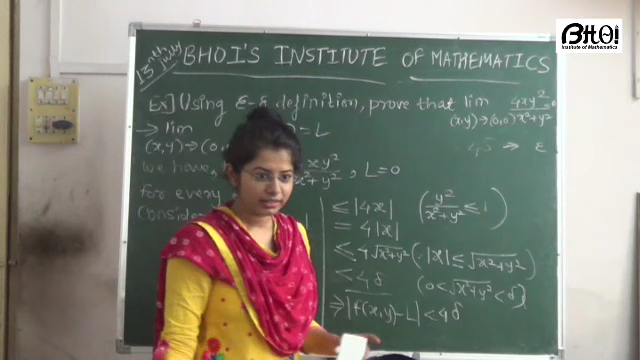 BHOI
Institute of Mathematics
13th July
BHOI'S INSTITUTE OF MATHEMATICS
Ex] Using ε-δ definition, prove that lim 4xy²/x²+y² = 0
(x,y)→(0,0)
→ lim = L
(x,y)→(0,
4δ ⇒ ε
we have, xy²/x²+y² , L=0
for every
Consider
≤ |4x| (y²/x²+y² ≤ 1)
= 4|x|
≤ 4√x²+y² (∵ |x| ≤ √x²+y²)
< 4δ (0<√x²+y²<δ)
⇒ |f(x,y)-L| < 4δ